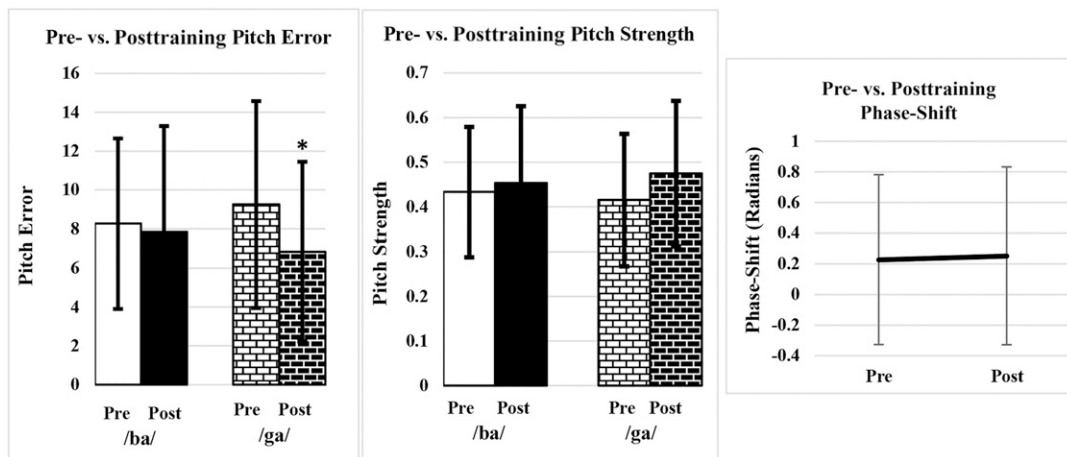 Pre- vs. Posttraining Pitch Error
16
14
12
10
8
6
4
2
0
Pitch Error
*
Pre Post Pre Post
/ba/ /ga/
Pre- vs. Posttraining Pitch Strength
0.7
0.6
0.5
0.4
0.3
0.2
0.1
0
Pitch Strength
Pre Post Pre Post
/ba/ /ga/
Pre- vs. Posttraining
Phase-Shift
1
0.8
0.6
0.4
0.2
0
-0.2
-0.4
Phase-Shift (Radians)
Pre Post